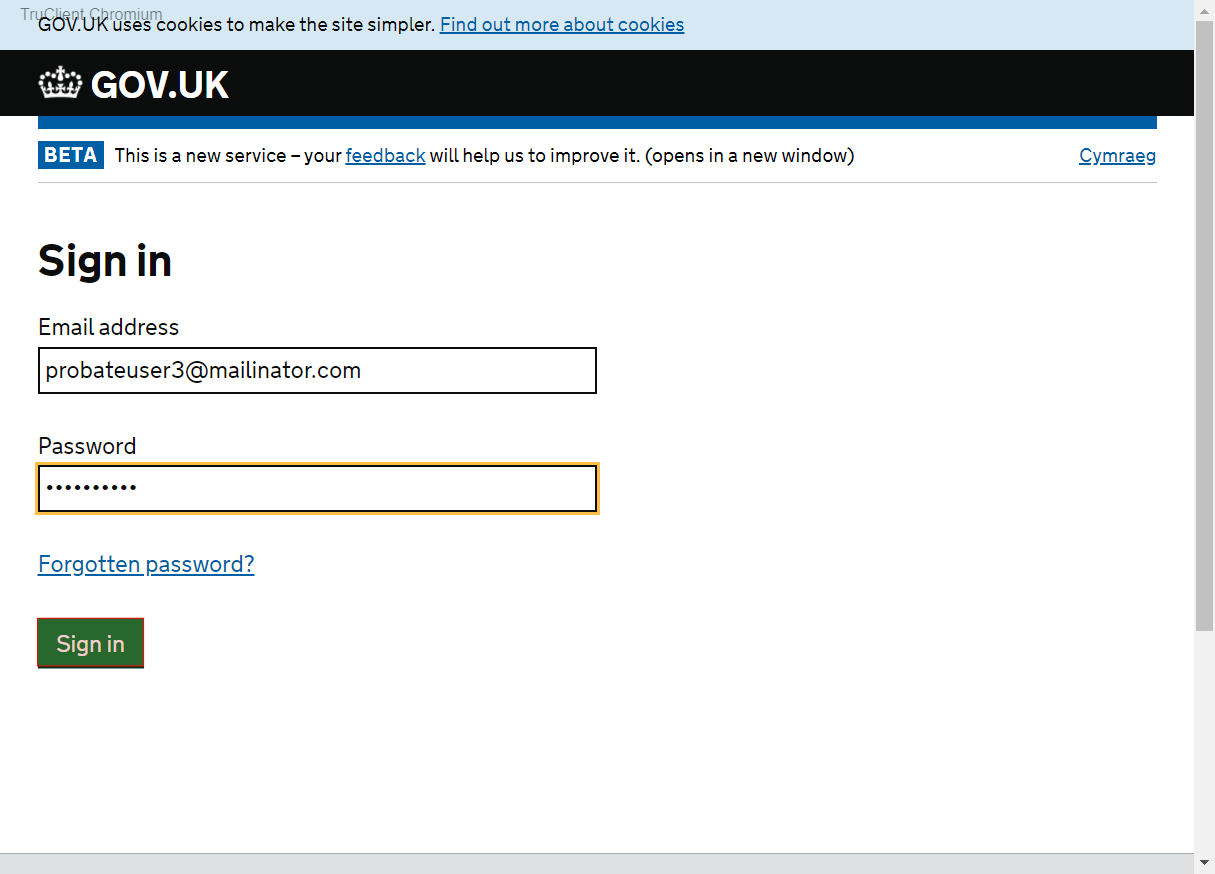 TruClient Chromium
GOV.UK uses cookies to make the site simpler. Find out more about cookies
GOV.UK
BETA This is a new service – your feedback will help us to improve it. (opens in a new window) Cymraeg
Sign in
Email address
probateuser3@mailinator.com
Password
••••••••••
Forgotten password?
Sign in